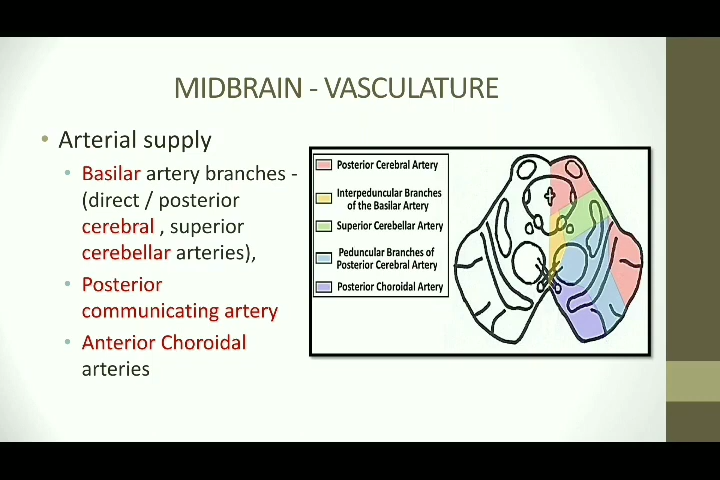 MIDBRAIN - VASCULATURE
• Arterial supply
• Basilar artery branches -
(direct / posterior
cerebral , superior
cerebellar arteries),
• Posterior
communicating artery
• Anterior Choroidal
arteries
Posterior Cerebral Artery
Interpeduncular Branches
of the Basilar Artery
Superior Cerebellar Artery
Peduncular Branches of
Posterior Cerebral Artery
Posterior Choroidal Artery